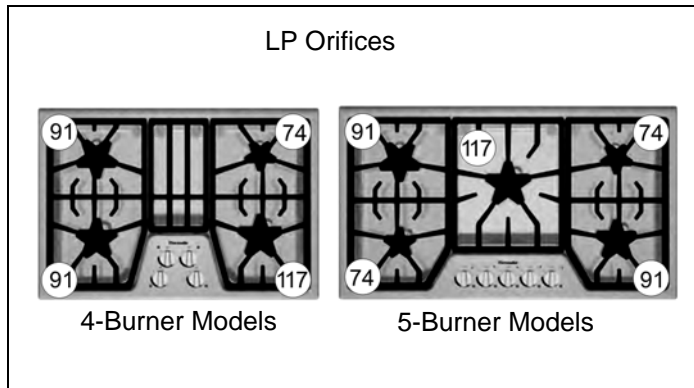 LP Orifices
91 74 91 74
117
91 117 74 91
4-Burner Models 5-Burner Models